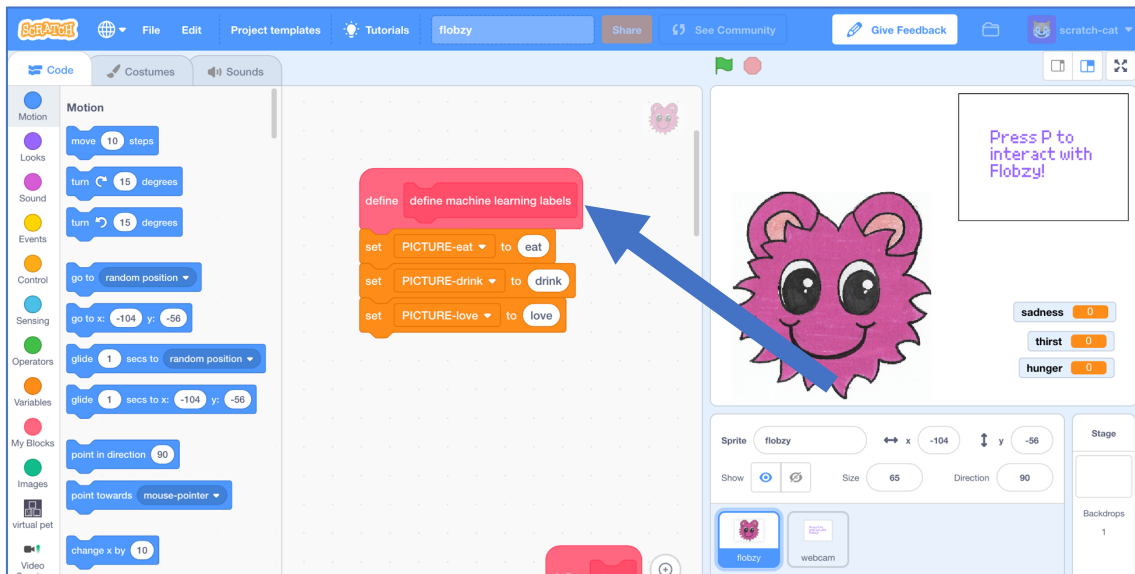 SCRATCH File Edit Project templates Tutorials flobzy Share See Community Give Feedback scratch-cat
Code Costumes Sounds
Motion
Looks
Sound
Events
Control
Sensing
Operators
Variables
My Blocks
Images
virtual pet
Video
Motion
move 10 steps
turn 15 degrees
turn 15 degrees
go to random position
go to x: -104 y: -56
glide 1 secs to random position
glide 1 secs to x: -104 y: -56
point in direction 90
point towards mouse-pointer
change x by 10
define define machine learning labels
set PICTURE-eat to eat
set PICTURE-drink to drink
set PICTURE-love to love
Press P to
interact with
Flobzy!
sadness 0
thirst 0
hunger 0
Sprite flobzy x -104 y -56
Show Size 65 Direction 90
flobzy
webcam
Stage
Backdrops
1